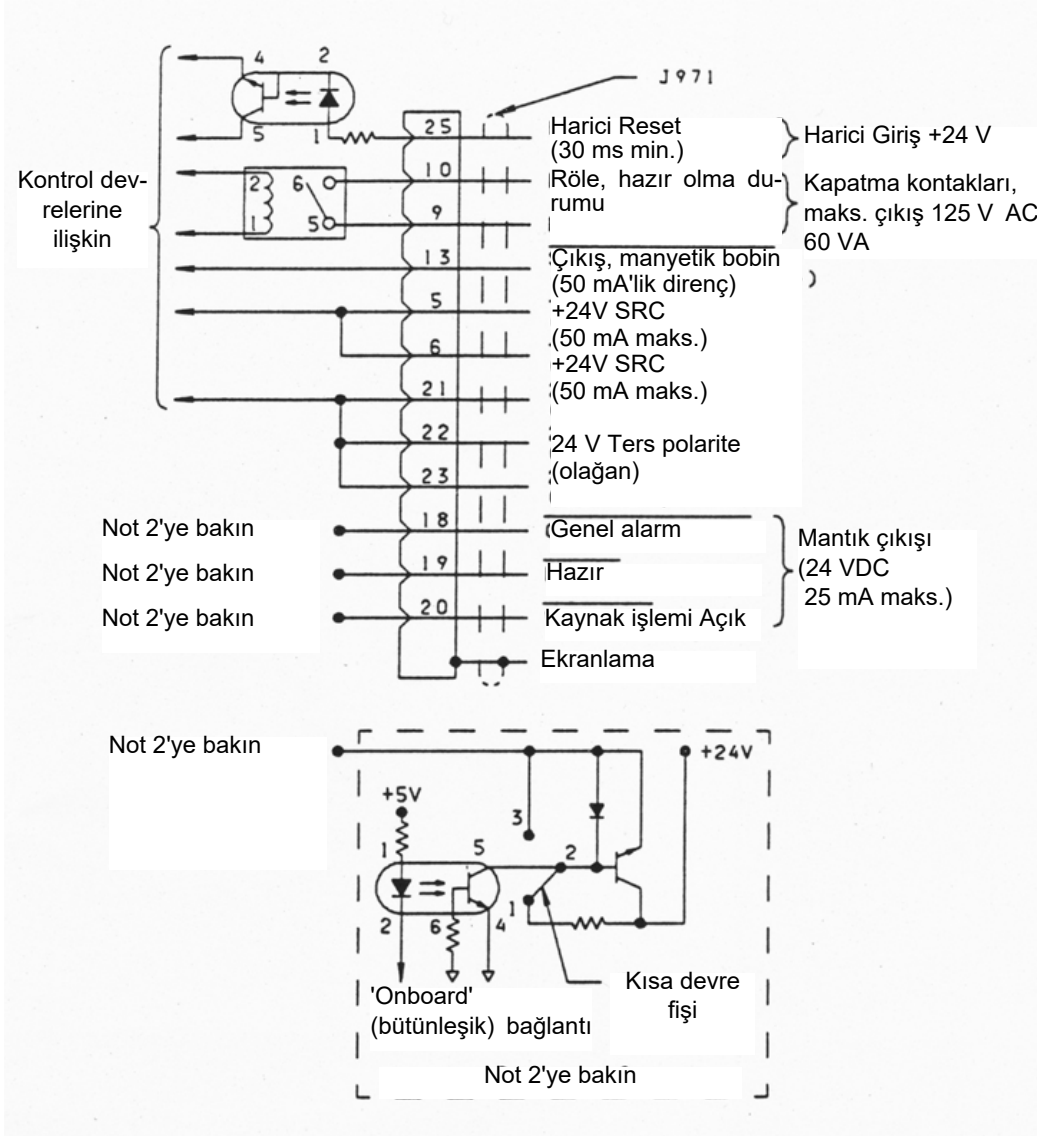 J971
4 2
5 1
25
Harici Reset
(30 ms min.)
Harici Giriş +24 V
Kontrol dev-
relerine
ilişkin
2 6
1 5
10
Röle, hazır olma du-
rumu
9
Kapatma kontakları,
maks. çıkış 125 V AC
60 VA
13
Çıkış, manyetik bobin
(50 mA'lik direnç)
)
5
+24V SRC
(50 mA maks.)
6
+24V SRC
(50 mA maks.)
21
22
24 V Ters polarite
(olağan)
23
Not 2'ye bakın
18
Genel alarm
Not 2'ye bakın
19
Hazır
Not 2'ye bakın
20
Kaynak işlemi Açık
Mantık çıkışı
(24 VDC
25 mA maks.)
Ekranlama
Not 2'ye bakın
+24V
+5V
3
1 5 2
1
2 6 4
'Onboard'
(bütünleşik) bağlantı
Kısa devre
fişi
Not 2'ye bakın